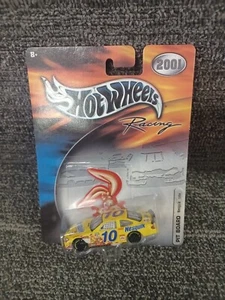 8+
2001
HOT WHEELS
Racing
10
PIT BOARD